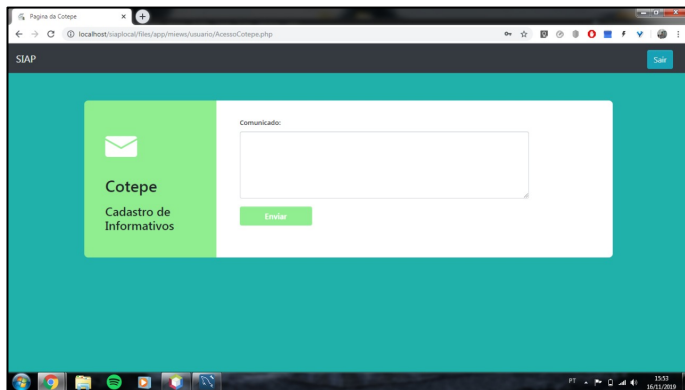 Pagina da Cotepe
localhost/siaplocal/files/app/miews/usuario/AcessoCotepe.php
SIAP
Sair
Comunicado:
Cotepe
Cadastro de
Informativos
Enviar
PT
15:53
16/11/2019